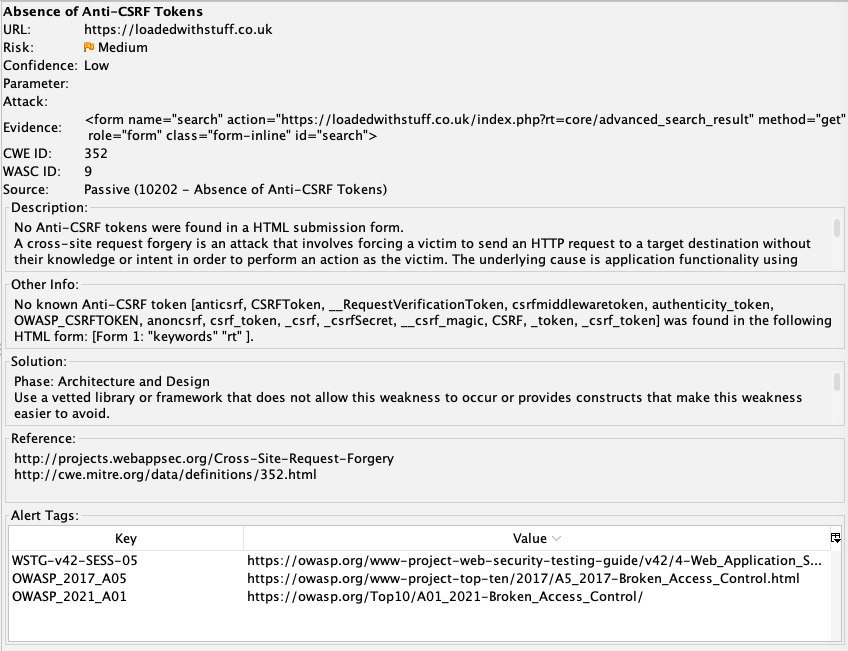 Absence of Anti-CSRF Tokens
URL: https://loadedwithstuff.co.uk
Risk: Medium
Confidence: Low
Parameter:
Attack:
Evidence: <form name="search" action="https://loadedwithstuff.co.uk/index.php?rt=core/advanced_search_result" method="get"
role="form" class="form-inline" id="search">
CWE ID: 352
WASC ID: 9
Source: Passive (10202 - Absence of Anti-CSRF Tokens)
Description:
No Anti-CSRF tokens were found in a HTML submission form.
A cross-site request forgery is an attack that involves forcing a victim to send an HTTP request to a target destination without
their knowledge or intent in order to perform an action as the victim. The underlying cause is application functionality using
Other Info:
No known Anti-CSRF token [anticsrf, CSRFToken, __RequestVerificationToken, csrfmiddlewaretoken, authenticity_token,
OWASP_CSRFTOKEN, anoncsrf, csrf_token, _csrf, _csrfSecret, __csrf_magic, CSRF, _token, _csrf_token] was found in the following
HTML form: [Form 1: "keywords" "rt" ].
Solution:
Phase: Architecture and Design
Use a vetted library or framework that does not allow this weakness to occur or provides constructs that make this weakness
easier to avoid.
Reference:
http://projects.webappsec.org/Cross-Site-Request-Forgery
http://cwe.mitre.org/data/definitions/352.html
Alert Tags:
Key Value
WSTG-v42-SESS-05 https://owasp.org/www-project-web-security-testing-guide/v42/4-Web_Application_S...
OWASP_2017_A05 https://owasp.org/www-project-top-ten/2017/A5_2017-Broken_Access_Control.html
OWASP_2021_A01 https://owasp.org/Top10/A01_2021-Broken_Access_Control/